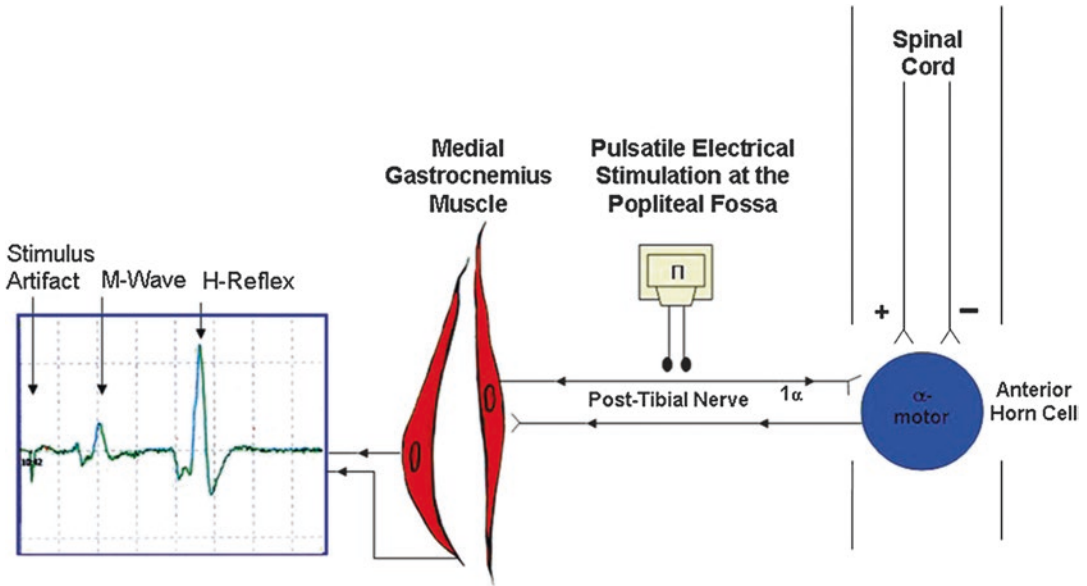 Spinal
Cord
Medial
Gastrocnemius
Muscle
Pulsatile Electrical
Stimulation at the
Popliteal Fossa
Stimulus
Artifact
M-Wave
H-Reflex
Π
+
−
Post-Tibial Nerve
1α
α-
motor
Anterior
Horn Cell